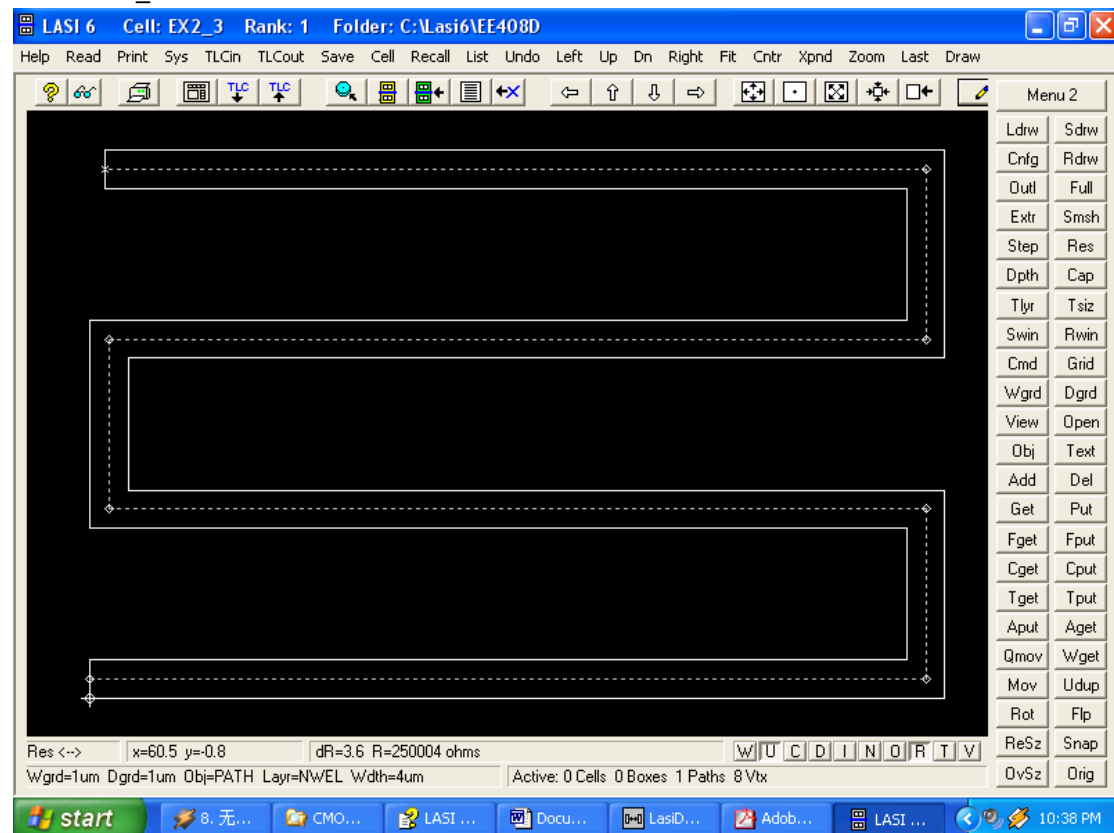 LASI 6 Cell: EX2_3 Rank: 1 Folder: C:\Lasi6\EE408D
Help Read Print Sys TLCin TLCout Save Cell Recall List Undo Left Up Dn Right Fit Cntr Xpnd Zoom Last Draw
TLC TLC
Menu 2
Ldrw Sdrw
Cnfg Rdrw
Outl Full
Extr Smsh
Step Res
Dpth Cap
Tlyr Tsiz
Swin Rwin
Cmd Grid
Wgrd Dgrd
View Open
Obj Text
Add Del
Get Put
Fget Fput
Cget Cput
Tget Tput
Aput Aget
Qmov Wget
Mov Udup
Rot Flp
ReSz Snap
OvSz Orig
Res <--> x=60.5 y=-0.8 dR=3.6 R=250004 ohms W U C D I N O R T V
Wgrd=1um Dgrd=1um Obj=PATH Layr=NWEL Wdth=4um Active: 0 Cells 0 Boxes 1 Paths 8 Vtx
start 8. 无... CMO... LASI ... Docu... LasiD... Adob... LASI ... 10:38 PM